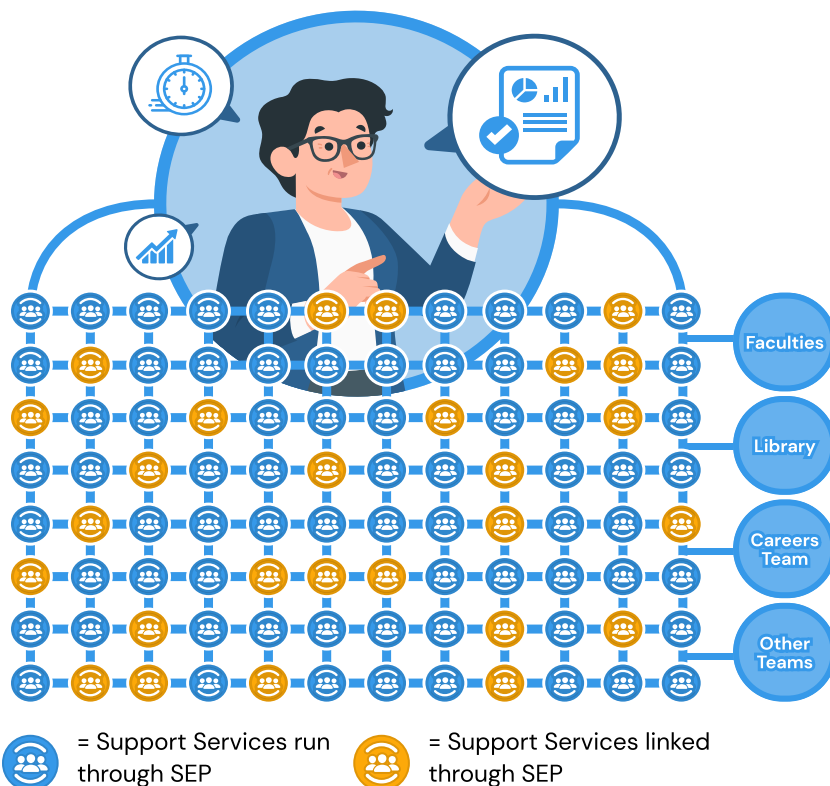 Faculties
Library
Careers
Team
Other
Teams
= Support Services run
through SEP
= Support Services linked
through SEP